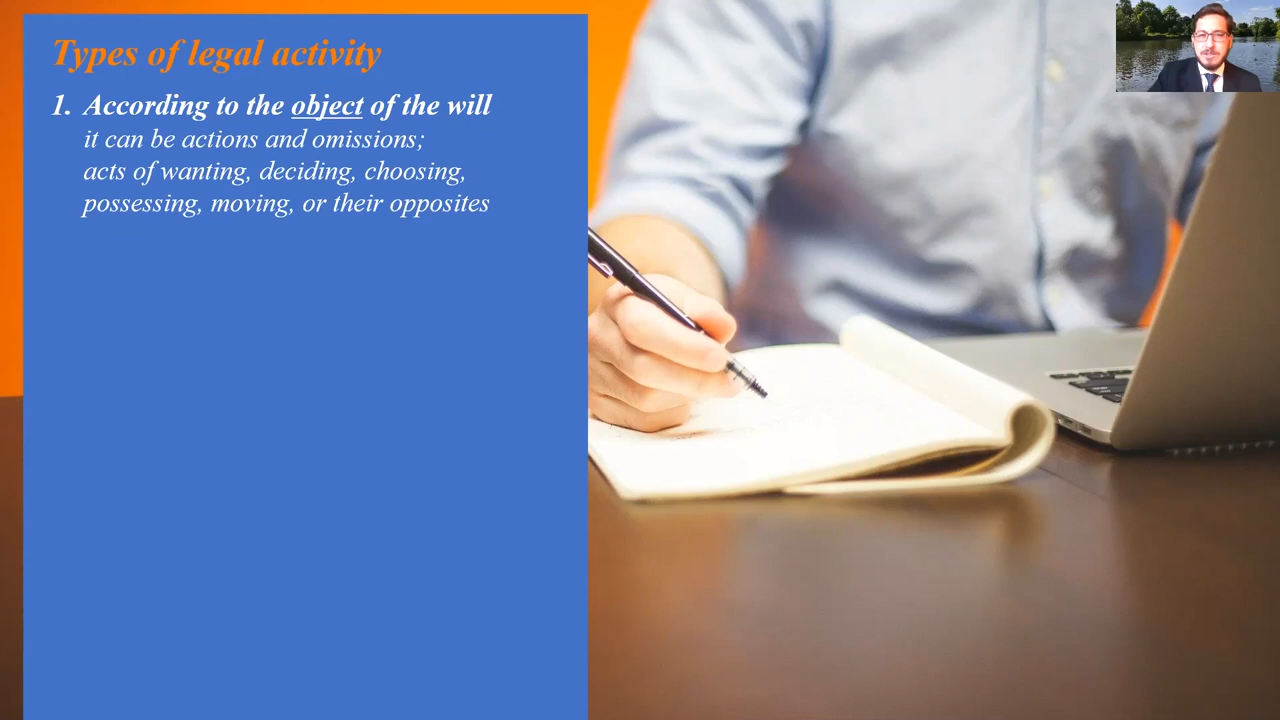 Types of legal activity
1. According to the object of the will
it can be actions and omissions;
acts of wanting, deciding, choosing,
possessing, moving, or their opposites